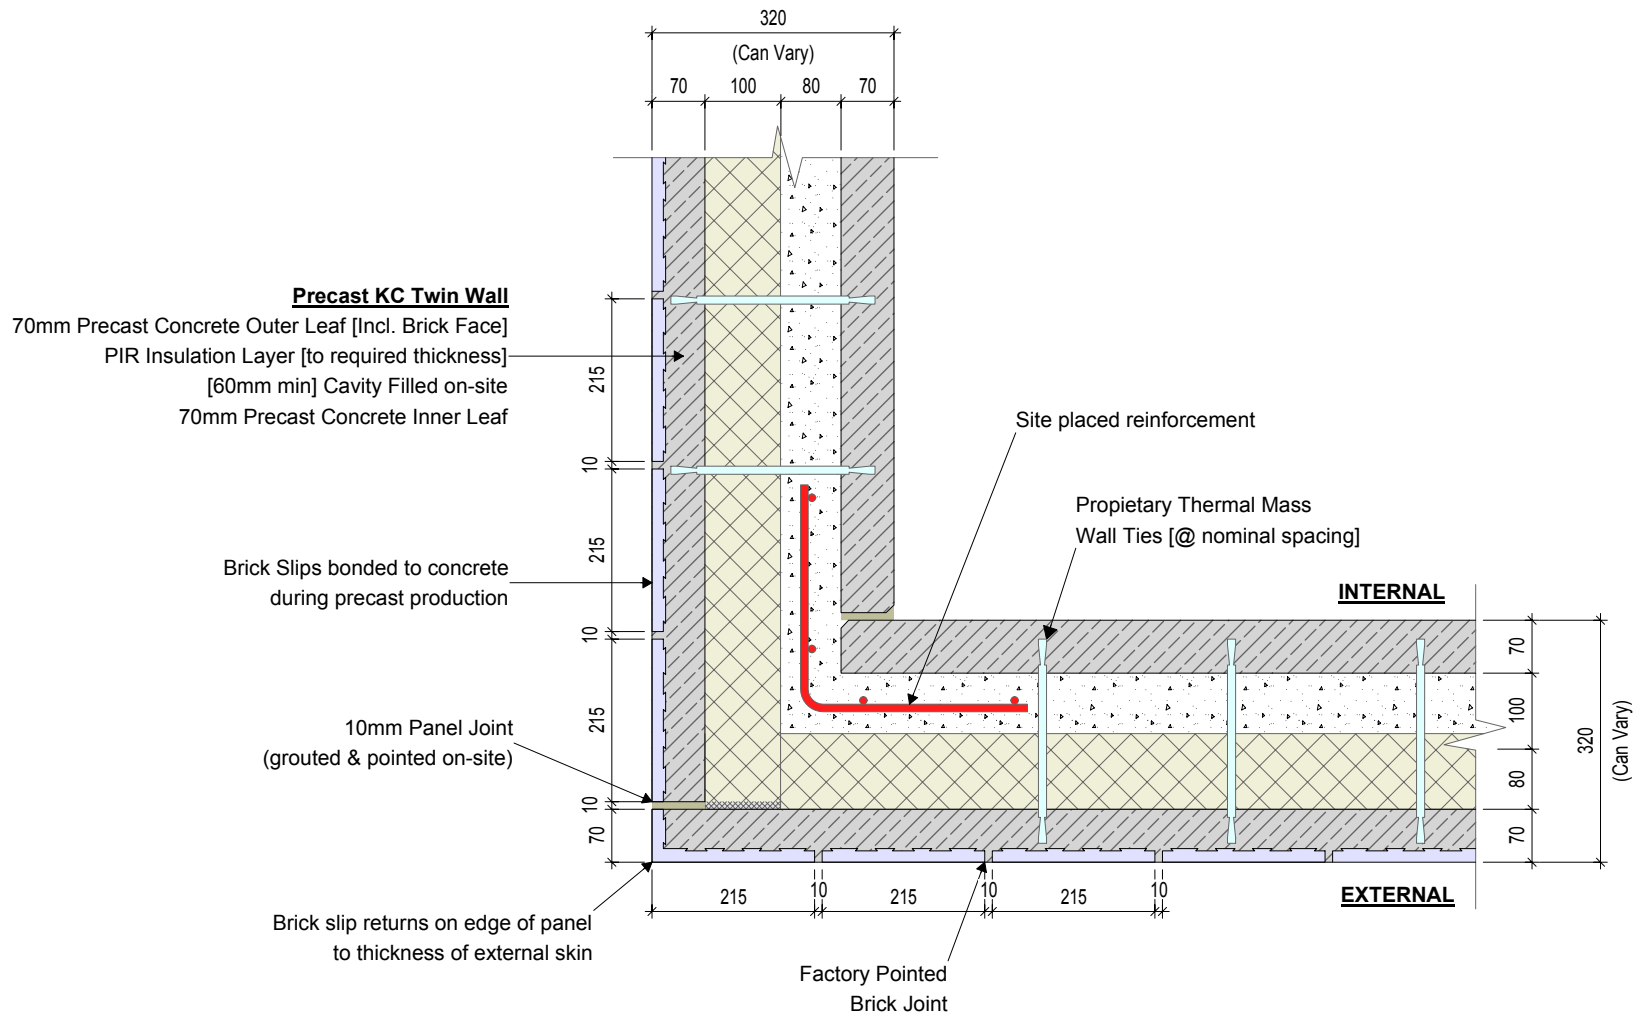 320
(Can Vary)
70
100
80
70
Precast KC Twin Wall
70mm Precast Concrete Outer Leaf [Incl. Brick Face]
PIR Insulation Layer [to required thickness]
[60mm min] Cavity Filled on-site
70mm Precast Concrete Inner Leaf
215
10
215
10
215
10
70
Site placed reinforcement
Propietary Thermal Mass
Wall Ties [@ nominal spacing]
Brick Slips bonded to concrete
during precast production
INTERNAL
70
100
80
70
320
(Can Vary)
10mm Panel Joint
(grouted & pointed on-site)
215
10
215
10
215
10
EXTERNAL
Brick slip returns on edge of panel
to thickness of external skin
Factory Pointed
Brick Joint